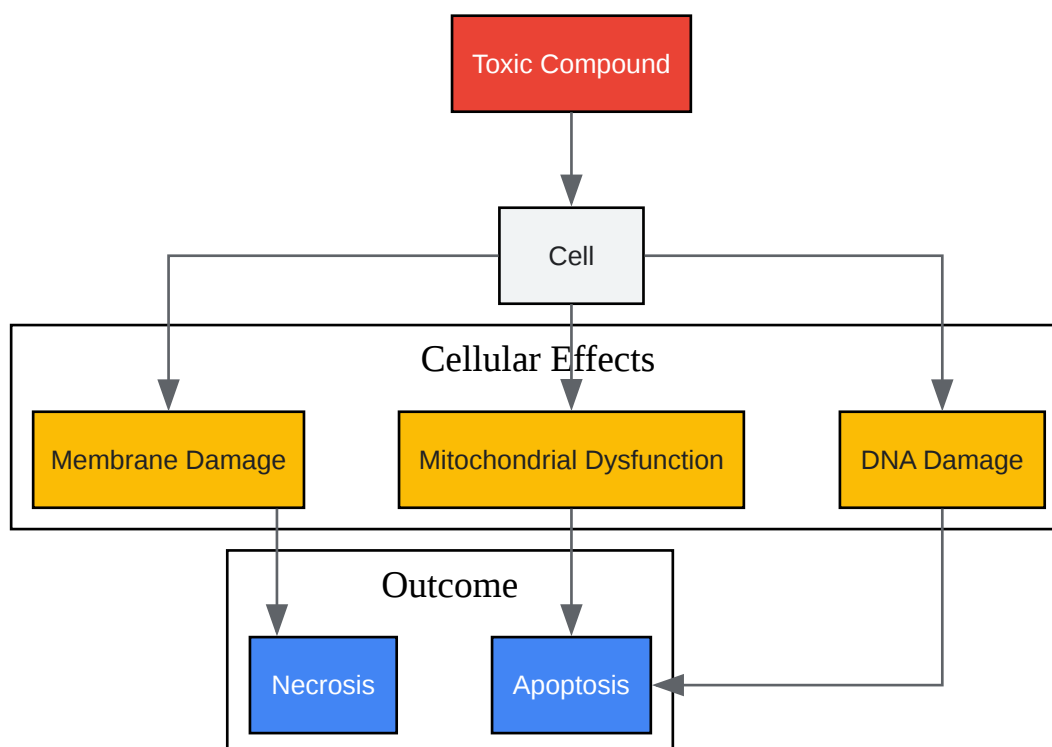 Toxic Compound
Cell
Cellular Effects
Membrane Damage
Mitochondrial Dysfunction
DNA Damage
Outcome
Necrosis
Apoptosis